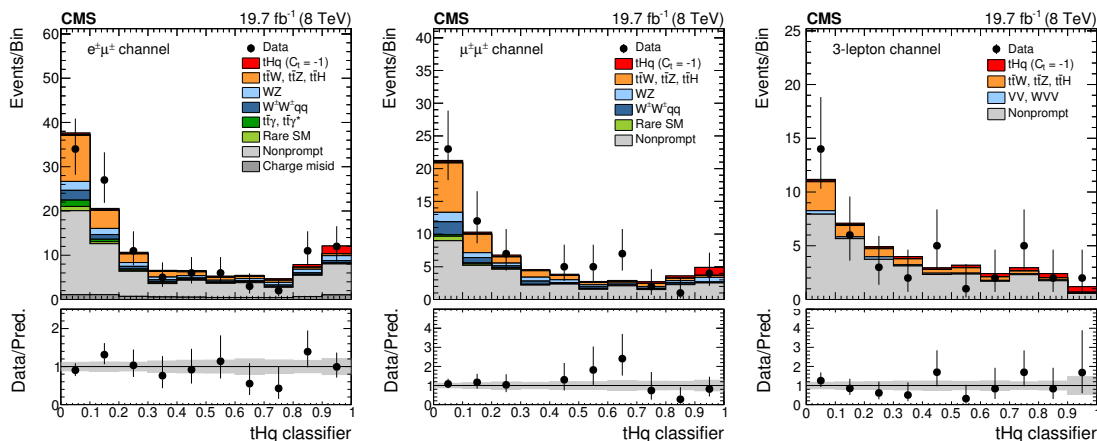 CMS 19.7 fb⁻¹ (8 TeV)
e±μ± channel
Data
tHq (Cₜ = -1)
tt̄W, tt̄Z, tt̄H
WZ
W±W±qq
tt̄γ, tt̄γ*
Rare SM
Nonprompt
Charge misid
Events/Bin
60
50
40
30
20
10
0
Data/Pred.
2
1
0
0 0.1 0.2 0.3 0.4 0.5 0.6 0.7 0.8 0.9 1
tHq classifier
CMS 19.7 fb⁻¹ (8 TeV)
μ±μ± channel
Data
tHq (Cₜ = -1)
tt̄W, tt̄Z, tt̄H
WZ
W±W±qq
Rare SM
Nonprompt
Events/Bin
40
35
30
25
20
15
10
5
0
Data/Pred.
5
4
3
2
1
0
0 0.1 0.2 0.3 0.4 0.5 0.6 0.7 0.8 0.9 1
tHq classifier
CMS 19.7 fb⁻¹ (8 TeV)
3-lepton channel
Data
tHq (Cₜ = -1)
tt̄W, tt̄Z, tt̄H
VV, WVV
Nonprompt
Events/Bin
25
20
15
10
5
0
Data/Pred.
5
4
3
2
1
0
0 0.1 0.2 0.3 0.4 0.5 0.6 0.7 0.8 0.9 1
tHq classifier